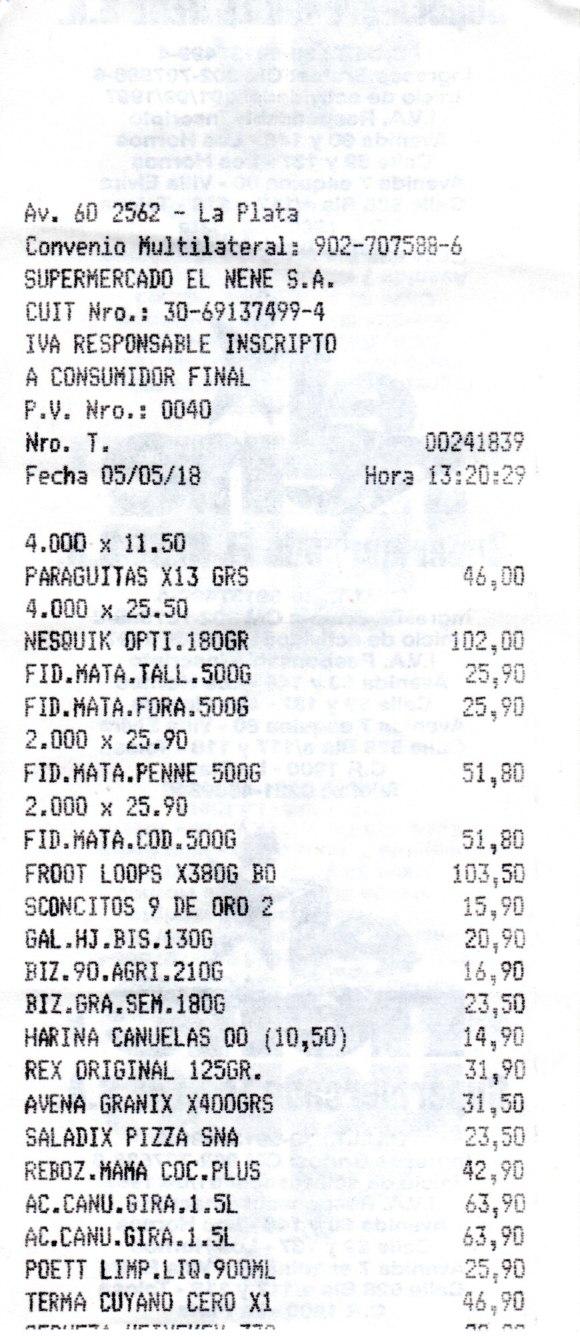 Av. 60 2562 - La Plata
Convenio Multilateral: 902-707588-6
SUPERMERCADO EL NENE S.A.
CUIT Nro.: 30-69137499-4
IVA RESPONSABLE INSCRIPTO
A CONSUMIDOR FINAL
P.V. Nro.: 0040
Nro. T. 00241839
Fecha 05/05/18 Hora 13:20:29
4.000 x 11.50
PARAGUITAS X13 GRS 46,00
4.000 x 25.50
NESQUIK OPTI.180GR 102,00
FID.MATA.TALL.500G 25,90
FID.MATA.FORA.500G 25,90
2.000 x 25.90
FID.MATA.PENNE 500G 51,80
2.000 x 25.90
FID.MATA.COD.500G 51,80
FROOT LOOPS X380G BO 103,50
SCONCITOS 9 DE ORO 2 15,90
GAL.HJ.BIS.130G 20,90
BIZ.90.AGRI.210G 16,90
BIZ.GRA.SEM.180G 23,50
HARINA CANUELAS 00 (10,50) 14,90
REX ORIGINAL 125GR. 31,90
AVENA GRANIX X400GRS 31,50
SALADIX PIZZA SNA 23,50
REBOZ.MAMA COC.PLUS 42,90
AC.CANU.GIRA.1.5L 63,90
AC.CANU.GIRA.1.5L 63,90
POETT LIMP.LIQ 900ML 25,90
TERMA CUYANO CERO X1 46,90